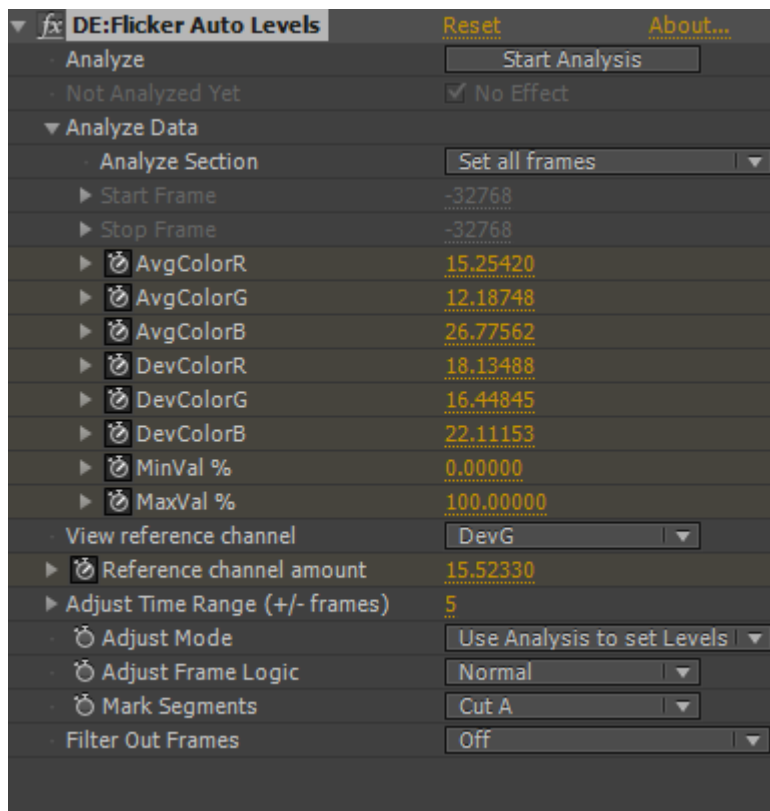 fx DE:Flicker Auto Levels Reset About...
Analyze Start Analysis
Not Analyzed Yet No Effect
Analyze Data
Analyze Section Set all frames
Start Frame -32768
Stop Frame -32768
AvgColorR 15.25420
AvgColorG 12.18748
AvgColorB 26.77562
DevColorR 18.13488
DevColorG 16.44845
DevColorB 22.11153
MinVal % 0.00000
MaxVal % 100.00000
View reference channel DevG
Reference channel amount 15.52330
Adjust Time Range (+/- frames) 5
Adjust Mode Use Analysis to set Levels
Adjust Frame Logic Normal
Mark Segments Cut A
Filter Out Frames Off